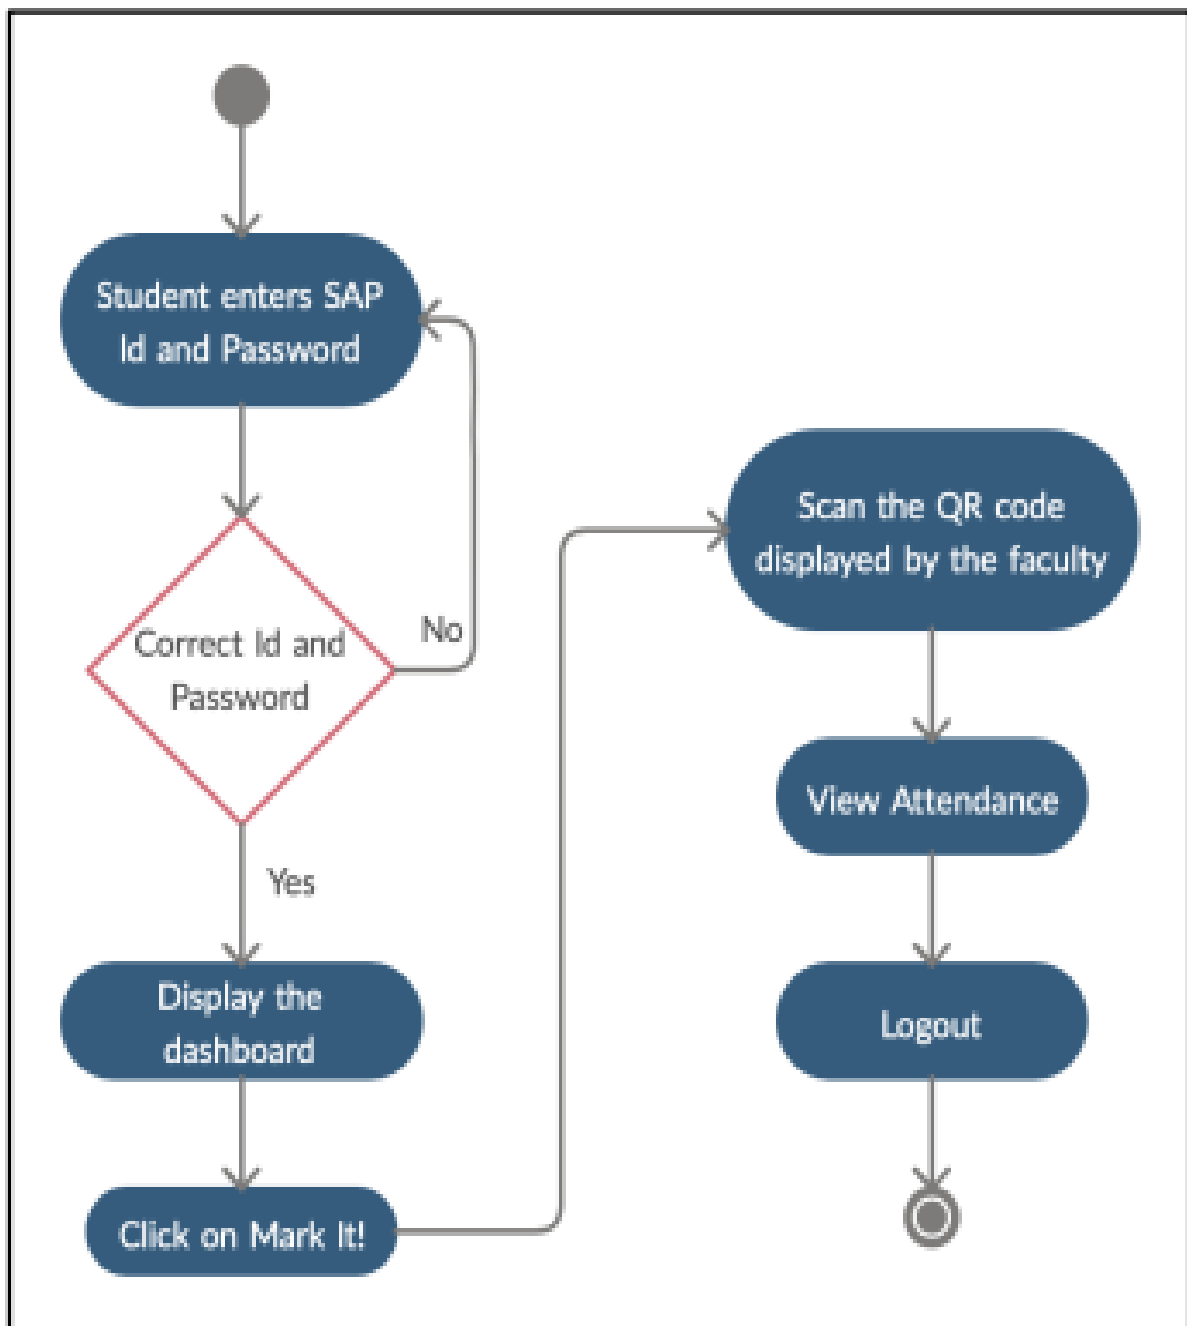 Student enters SAP
Id and Password
Correct Id and
Password
No
Yes
Display the
dashboard
Click on Mark It!
Scan the QR code
displayed by the faculty
View Attendance
Logout